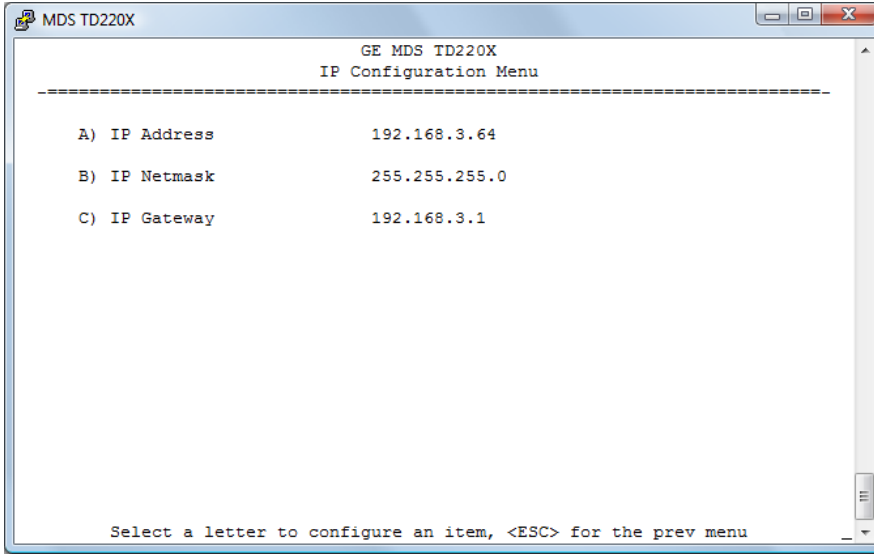 MDS TD220X
GE MDS TD220X
IP Configuration Menu
-==========================================================================-
A) IP Address 192.168.3.64
B) IP Netmask 255.255.255.0
C) IP Gateway 192.168.3.1
Select a letter to configure an item, <ESC> for the prev menu _